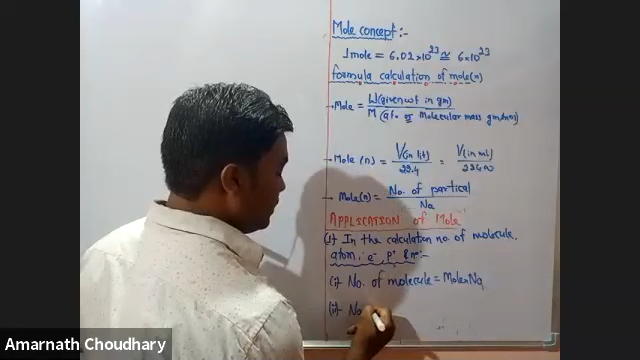 Mole concept:-
1 mole = 6.02×10²³ ≅ 6×10²³
formula calculation of mole(n)
→ Mole = W(given wt in gm) / M (at. or Molecular mass gm/mol)
→ Mole (n) = V(in lit) / 22.4 = V(in ml) / 22400
→ Mole(n) = No. of partical / Na
APPLICATION of Mole
(1) In the calculation no. of molecule,
atom, e⁻, p⁺ & n⁰:-
(i)- No. of molecule = Mole×Na
(ii)- No
Amarnath Choudhary